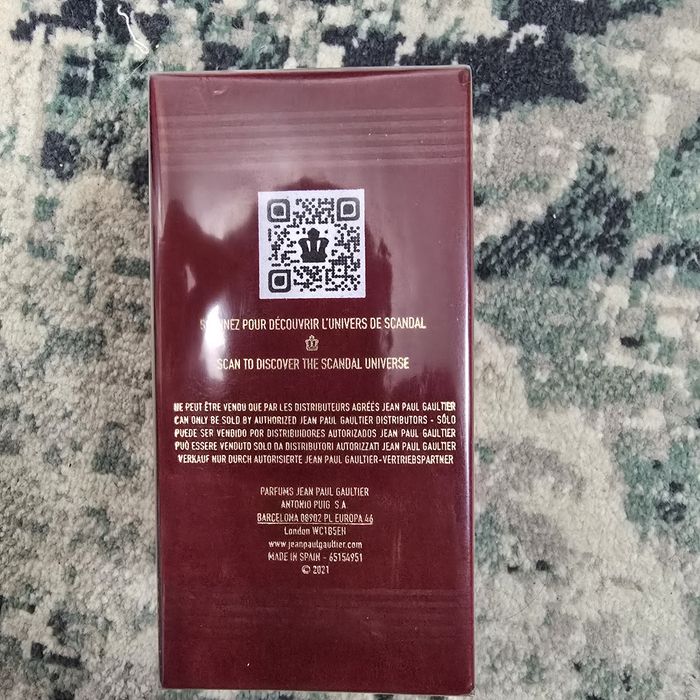 POUR DÉCOUVRIR L'UNIVERS DE SCANDAL
SCAN TO DISCOVER THE SCANDAL UNIVERSE
NE PEUT ÊTRE VENDU QUE PAR LES DISTRIBUTEURS AGRÉÉS JEAN PAUL GAULTIER
CAN ONLY BE SOLD BY AUTHORIZED JEAN PAUL GAULTIER DISTRIBUTORS - SÓLO
PUEDE SER VENDIDO POR DISTRIBUIDORES AUTORIZADOS JEAN PAUL GAULTIER
PUÒ ESSERE VENDUTO SOLO DA DISTRIBUTORI AUTORIZZATI JEAN PAUL GAULTIER
VERKAUF NUR DURCH AUTORISIERTE JEAN PAUL GAULTIER-VERTRIEBSPARTNER
PARFUMS JEAN PAUL GAULTIER
ANTONIO PUIG S.A
BARCELONA 08902 PL EUROPA 46
London WC1B5EN
www.jeanpaulgaultier.com
MADE IN SPAIN - 65154951
© 2021